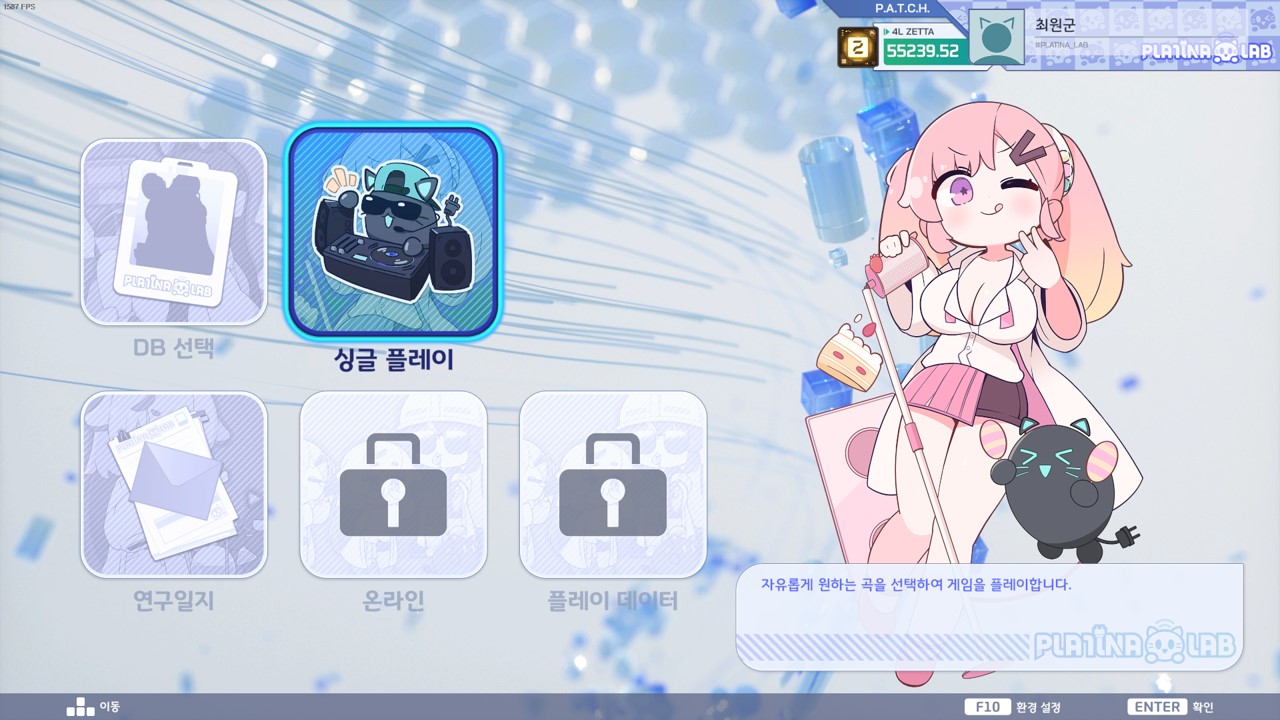 1587 FPS
P.A.T.C.H.
4L ZETTA
55239.52
최원군
#PLATINA_LAB
PLATINA LAB
PLATINA LAB
DB 선택
싱글 플레이
연구일지
온라인
플레이 데이터
자유롭게 원하는 곡을 선택하여 게임을 플레이합니다.
PLATINA LAB
이동
F10 환경 설정
ENTER 확인